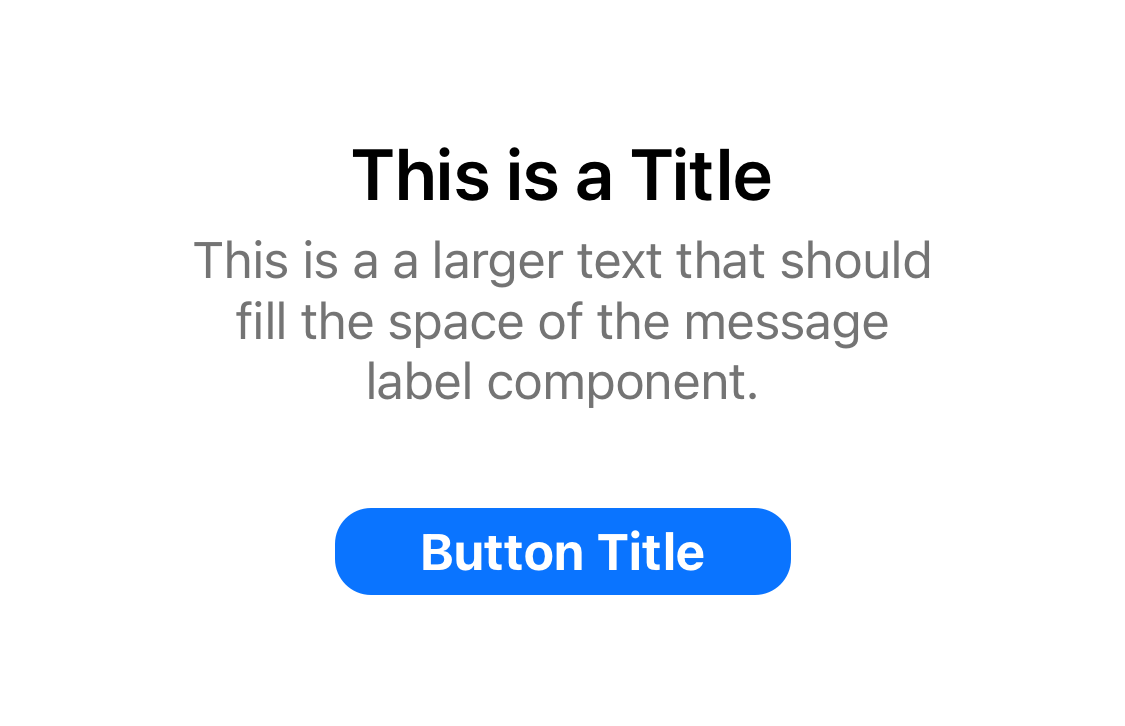 This is a Title
This is a a larger text that should
fill the space of the message
label component.
Button Title